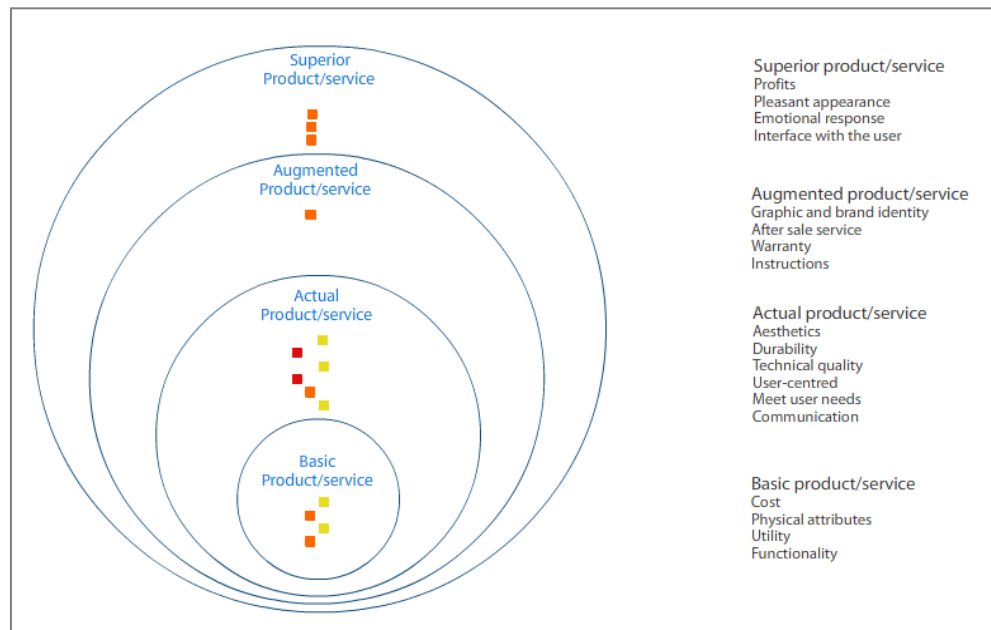 Superior
Product/service
Augmented
Product/service
Actual
Product/service
Basic
Product/service
Superior product/service
Profits
Pleasant appearance
Emotional response
Interface with the user
Augmented product/service
Graphic and brand identity
After sale service
Warranty
Instructions
Actual product/service
Aesthetics
Durability
Technical quality
User-centred
Meet user needs
Communication
Basic product/service
Cost
Physical attributes
Utility
Functionality